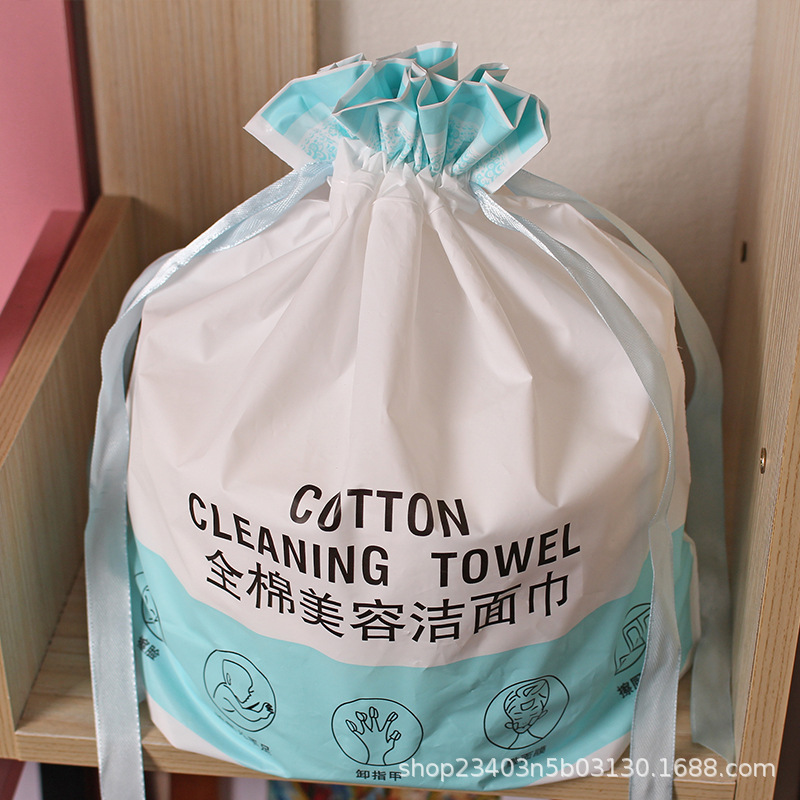 COTTON
CLEANING TOWEL
全棉美容洁面巾
卸指甲
shop23403n5b03130.1688.com